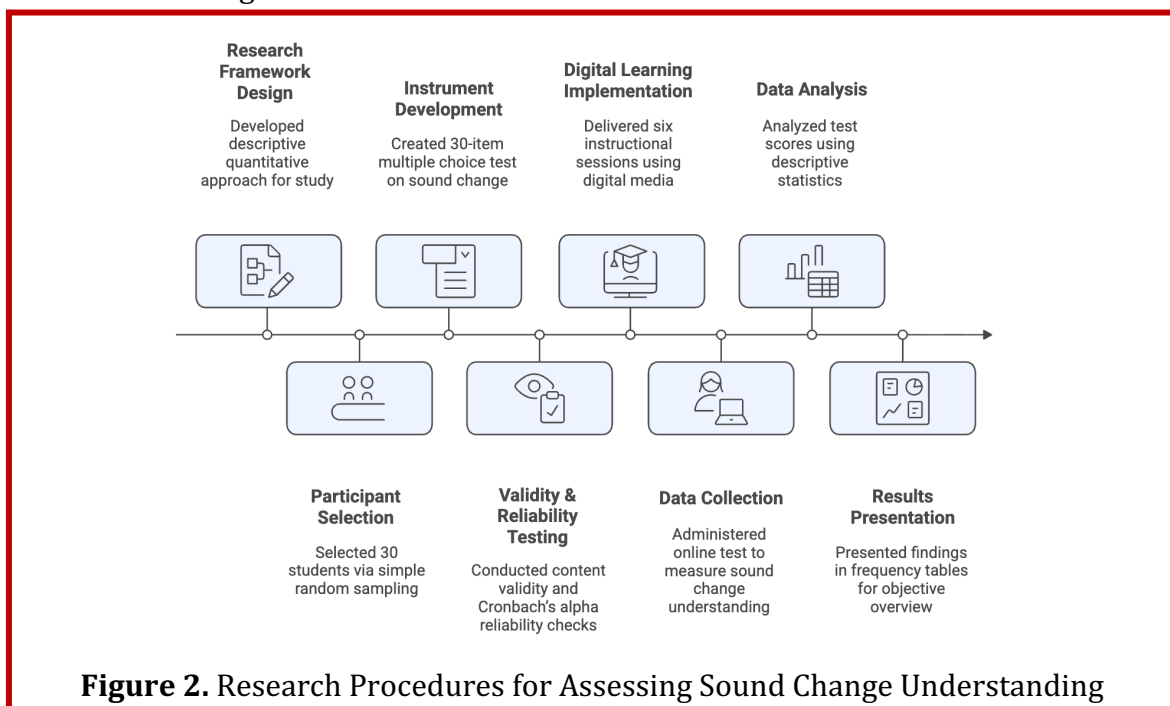 Research
Framework
Design
Developed
descriptive
quantitative
approach for study
Instrument
Development
Created 30-item
multiple choice test
on sound change
Digital Learning
Implementation
Delivered six
instructional
sessions using
digital media
Data Analysis
Analyzed test
scores using
descriptive
statistics
Participant
Selection
Selected 30
students via simple
random sampling
Validity &
Reliability
Testing
Conducted content
validity and
Cronbach's alpha
reliability checks
Data Collection
Administered
online test to
measure sound
change
understanding
Results
Presentation
Presented findings
in frequency tables
for objective
overview
Figure 2. Research Procedures for Assessing Sound Change Understanding